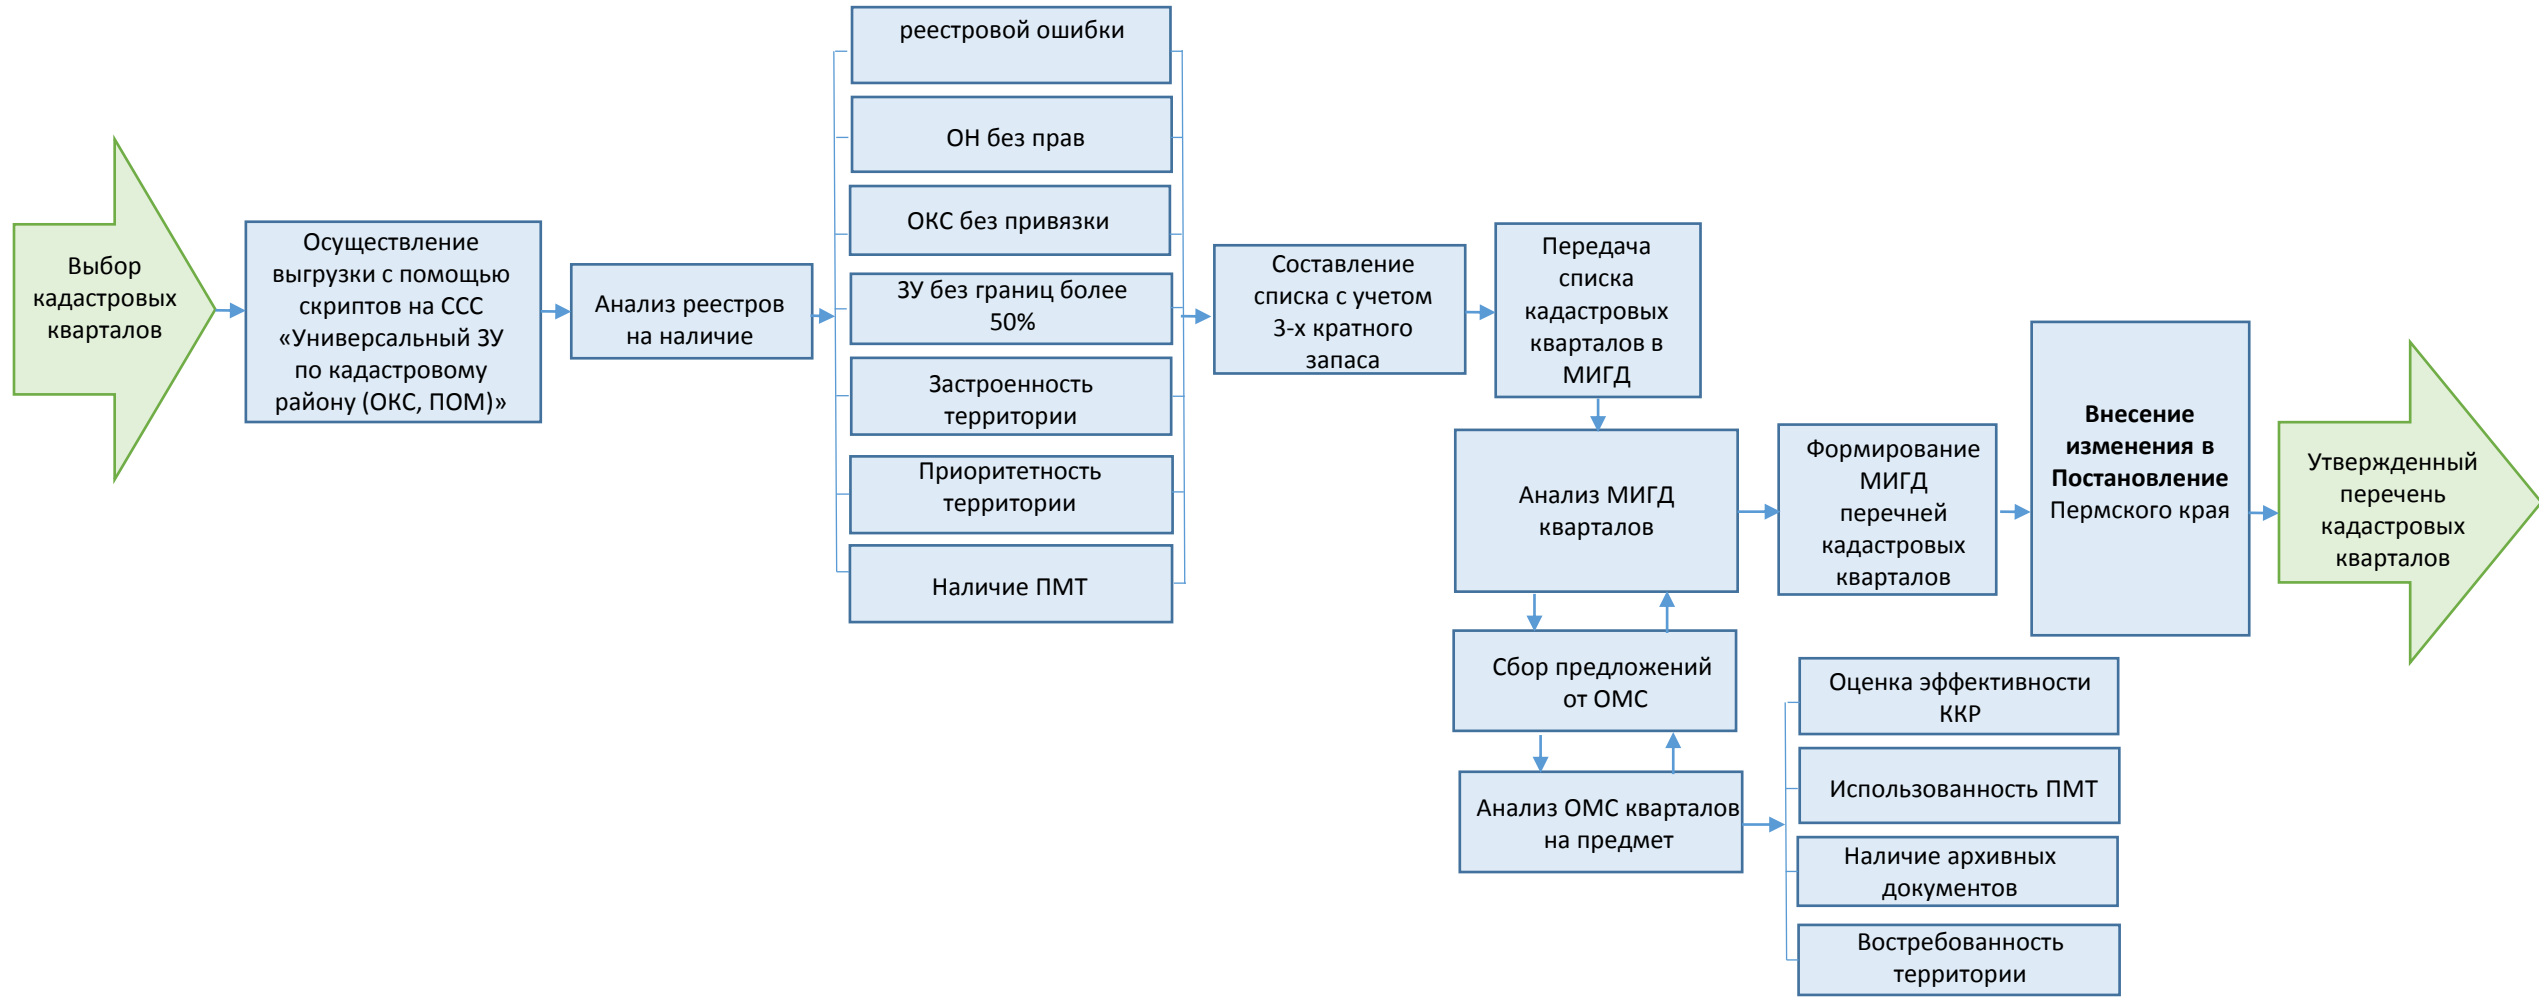 Выбор
кадастровых
кварталов
Осуществление
выгрузки с помощью
скриптов на ССС
«Универсальный ЗУ
по кадастровому
району (ОКС, ПОМ)»
Анализ реестров
на наличие
реестровой ошибки
ОН без прав
ОКС без привязки
ЗУ без границ более
50%
Застроенность
территории
Приоритетность
территории
Наличие ПМТ
Составление
списка с учетом
3-х кратного
запаса
Передача
списка
кадастровых
кварталов в
МИГД
Анализ МИГД
кварталов
Сбор предложений
от ОМС
Анализ ОМС кварталов
на предмет
Оценка эффективности
ККР
Использованность ПМТ
Наличие архивных
документов
Востребованность
территории
Формирование
МИГД
перечней
кадастровых
кварталов
Внесение
изменения в
Постановление
Пермского края
Утвержденный
перечень
кадастровых
кварталов